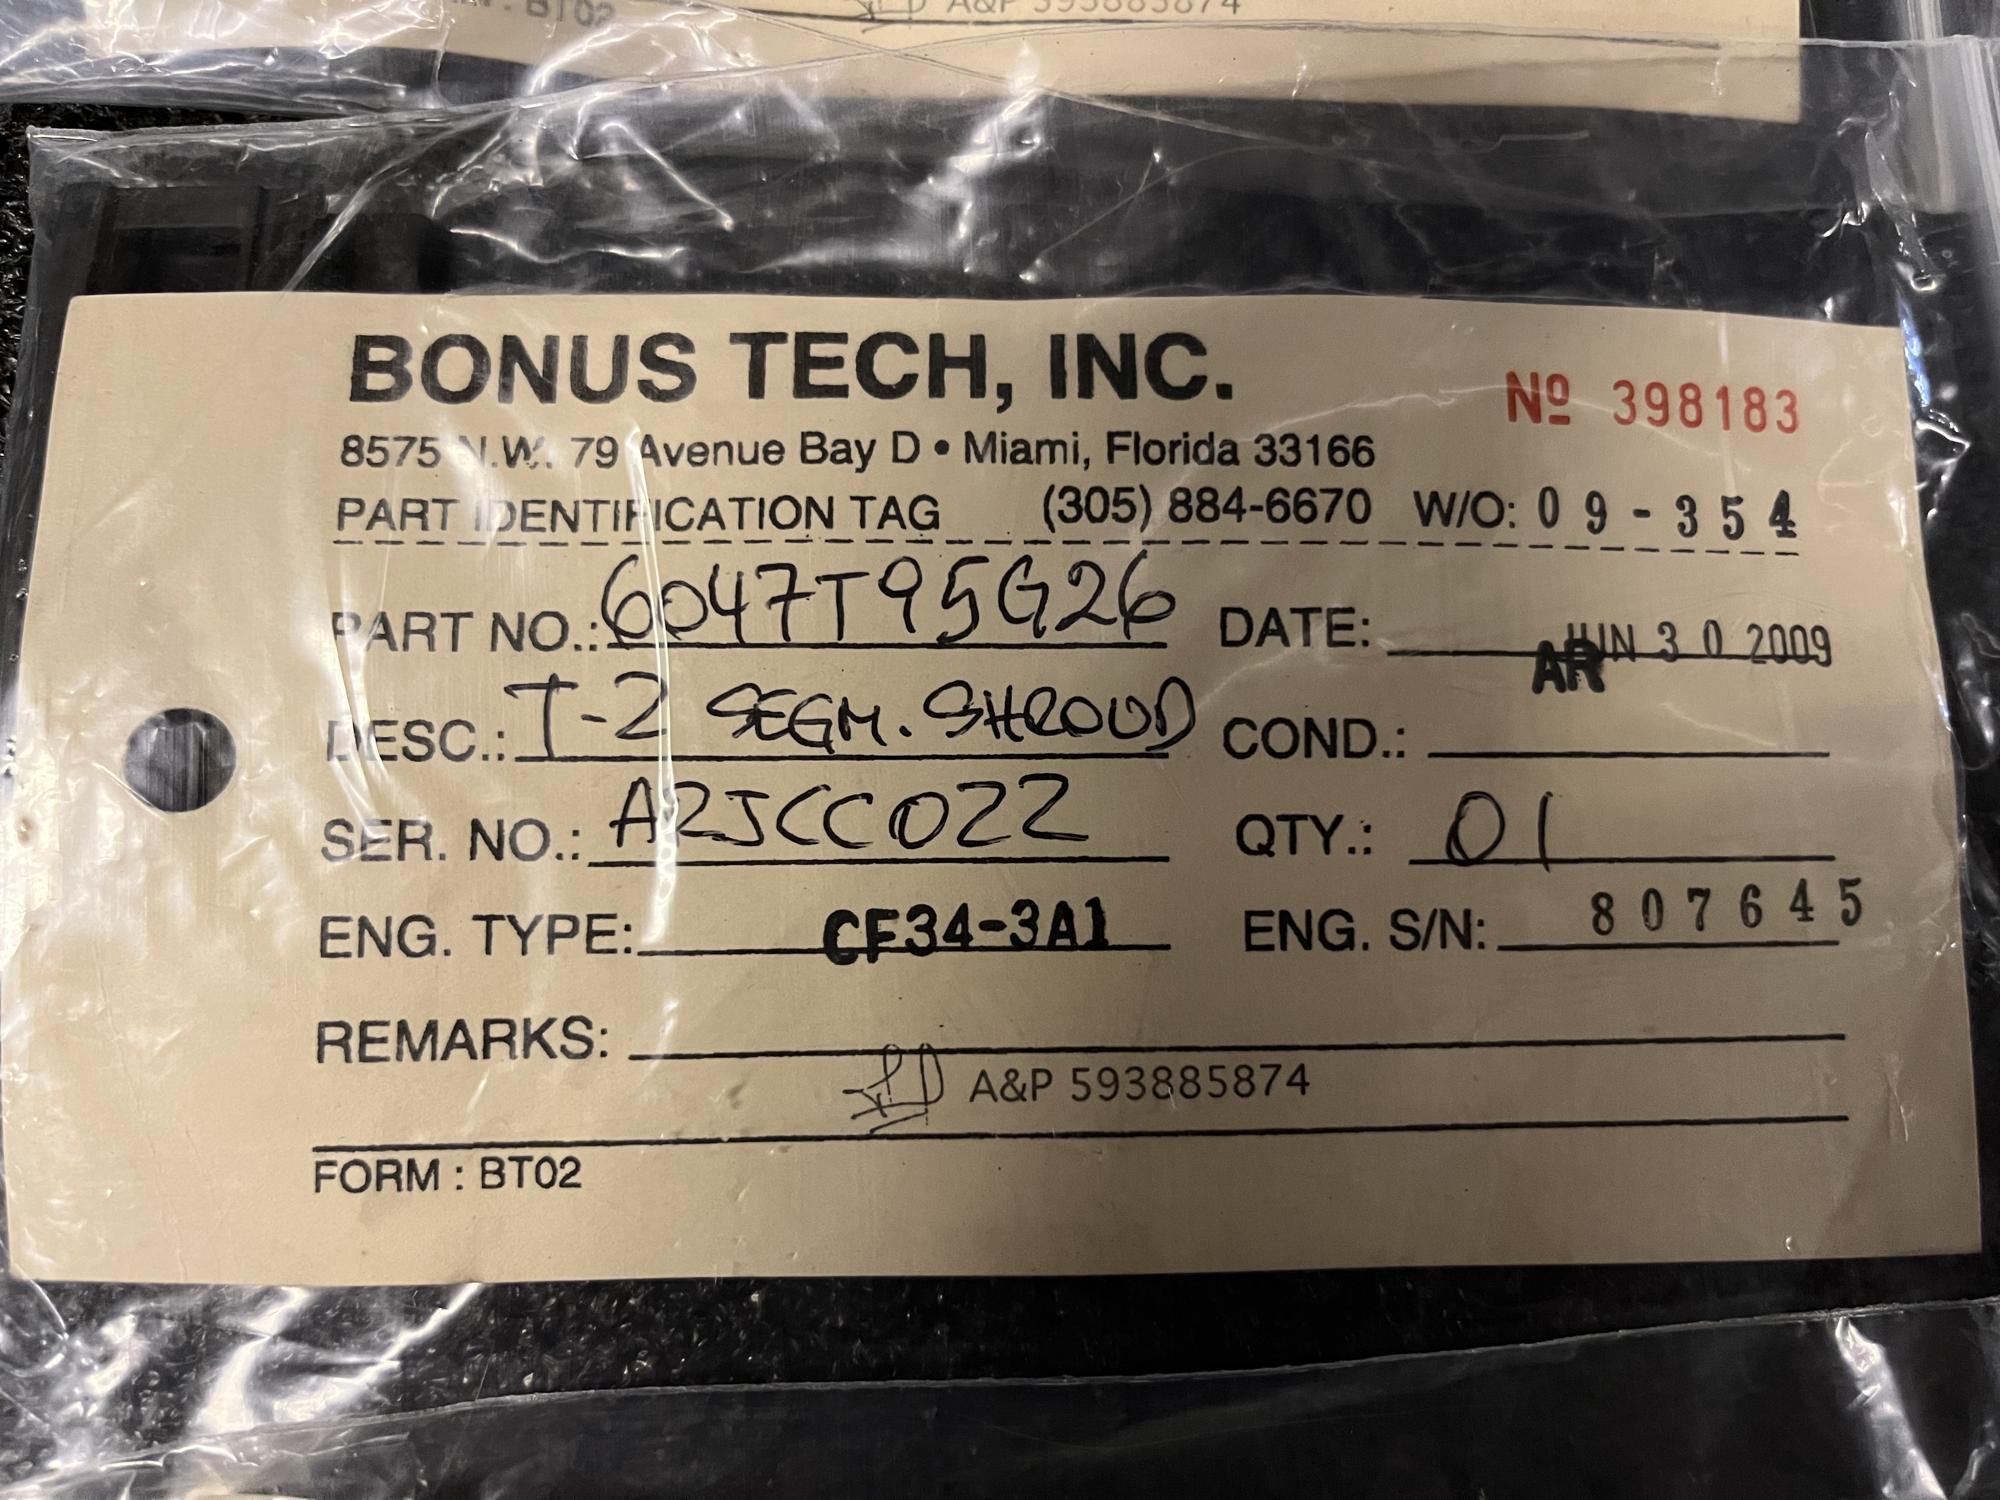 BT02
A&P 593885874
BONUS TECH, INC.
Nº 398183
8575 N.W. 79 Avenue Bay D • Miami, Florida 33166
PART IDENTIFICATION TAG (305) 884-6670 W/O: 09-354
PART NO.: 6047T95G26 DATE: JUN 30 2009
AR
DESC.: T-2 SEGM. SHROUD COND.:
SER. NO.: A2JCC022 QTY.: 01
ENG. TYPE: CF34-3A1 ENG. S/N: 807645
REMARKS:
A&P 593885874
FORM : BT02